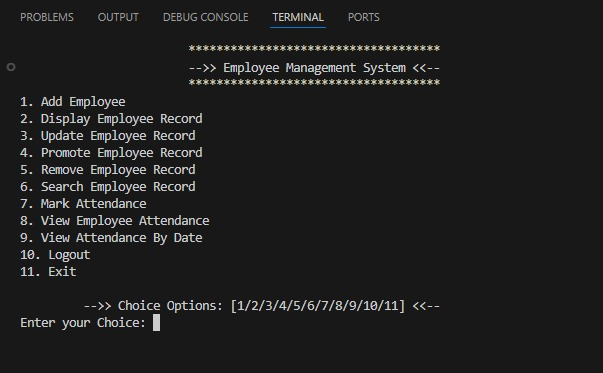 PROBLEMS OUTPUT DEBUG CONSOLE TERMINAL PORTS
************************************
-->> Employee Management System <<--
************************************
1. Add Employee
2. Display Employee Record
3. Update Employee Record
4. Promote Employee Record
5. Remove Employee Record
6. Search Employee Record
7. Mark Attendance
8. View Employee Attendance
9. View Attendance By Date
10. Logout
11. Exit
-->> Choice Options: [1/2/3/4/5/6/7/8/9/10/11] <<--
Enter your Choice: